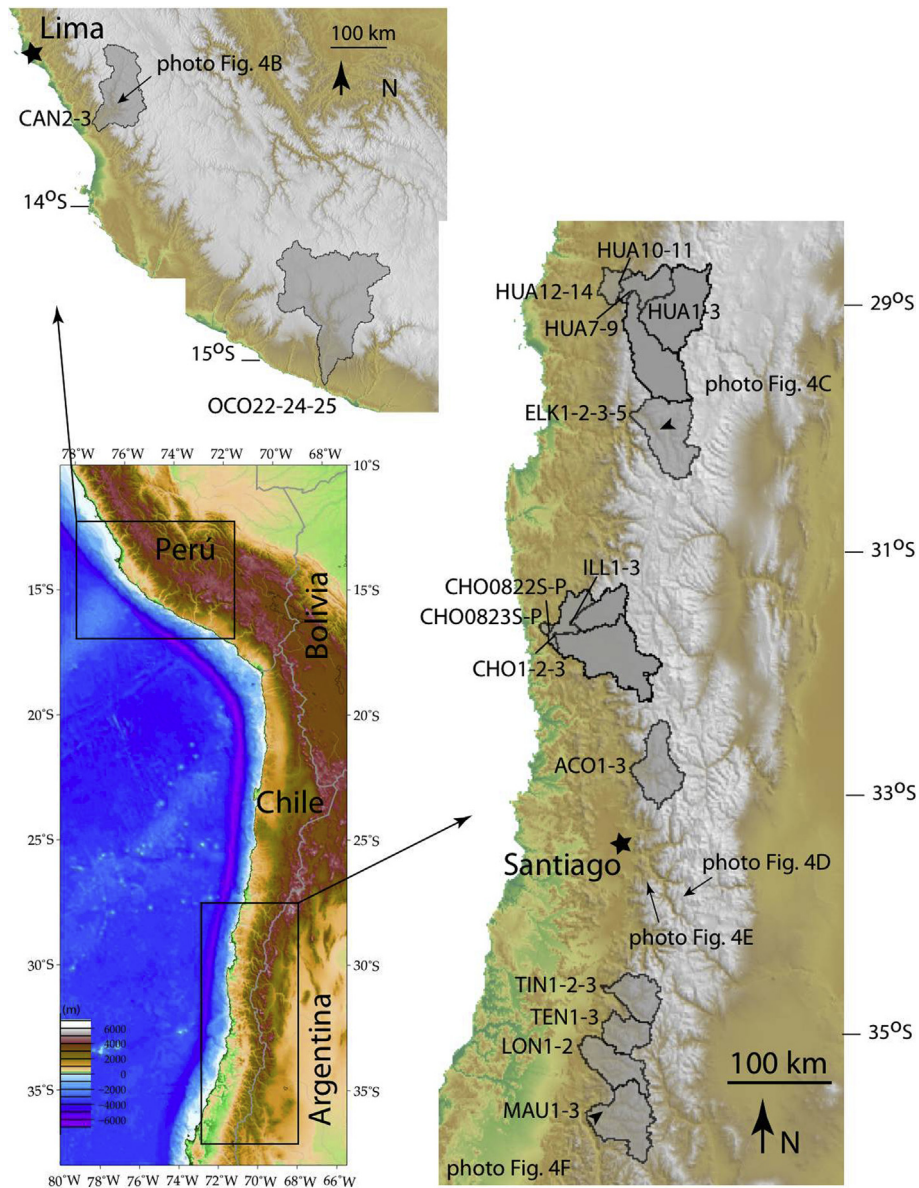 Lima
100 km
photo Fig. 4B
N
CAN2-3
14°S
15°S
OCO22-24-25
78°W 76°W 74°W 72°W 70°W 68°W
10°S
Perú
Bolivia
15°S 15°S
20°S 20°S
Chile
25°S 25°S
30°S 30°S
Argentina
(m)
6000
4000
2000
0
−2000
−4000
−6000
35°S 35°S
80°W 78°W 76°W 74°W 72°W 70°W 68°W 66°W
HUA10-11
HUA12-14
29°S
HUA1-3
HUA7-9
photo Fig. 4C
ELK1-2-3-5
31°S
ILL1-3
CHO0822S-P
CHO0823S-P
CHO1-2-3
ACO1-3
33°S
Santiago
photo Fig. 4D
photo Fig. 4E
TIN1-2-3
TEN1-3
35°S
LON1-2
100 km
MAU1-3
N
photo Fig. 4F